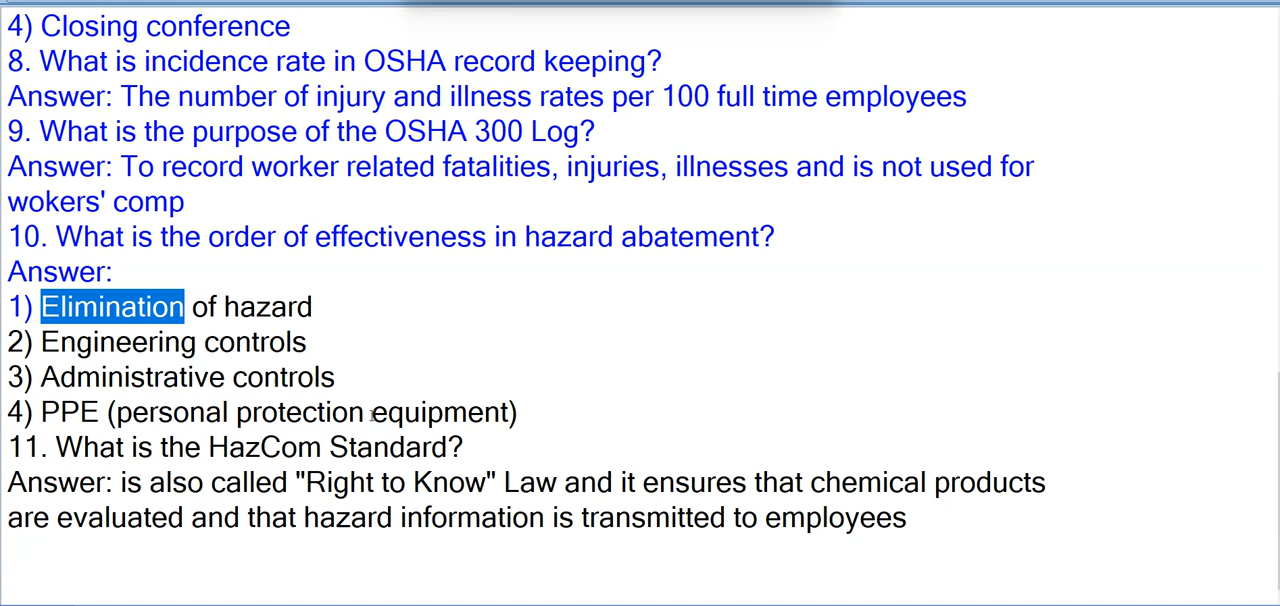 4) Closing conference
8. What is incidence rate in OSHA record keeping?
Answer: The number of injury and illness rates per 100 full time employees
9. What is the purpose of the OSHA 300 Log?
Answer: To record worker related fatalities, injuries, illnesses and is not used for
wokers' comp
10. What is the order of effectiveness in hazard abatement?
Answer:
1) Elimination of hazard
2) Engineering controls
3) Administrative controls
4) PPE (personal protection equipment)
11. What is the HazCom Standard?
Answer: is also called "Right to Know" Law and it ensures that chemical products
are evaluated and that hazard information is transmitted to employees